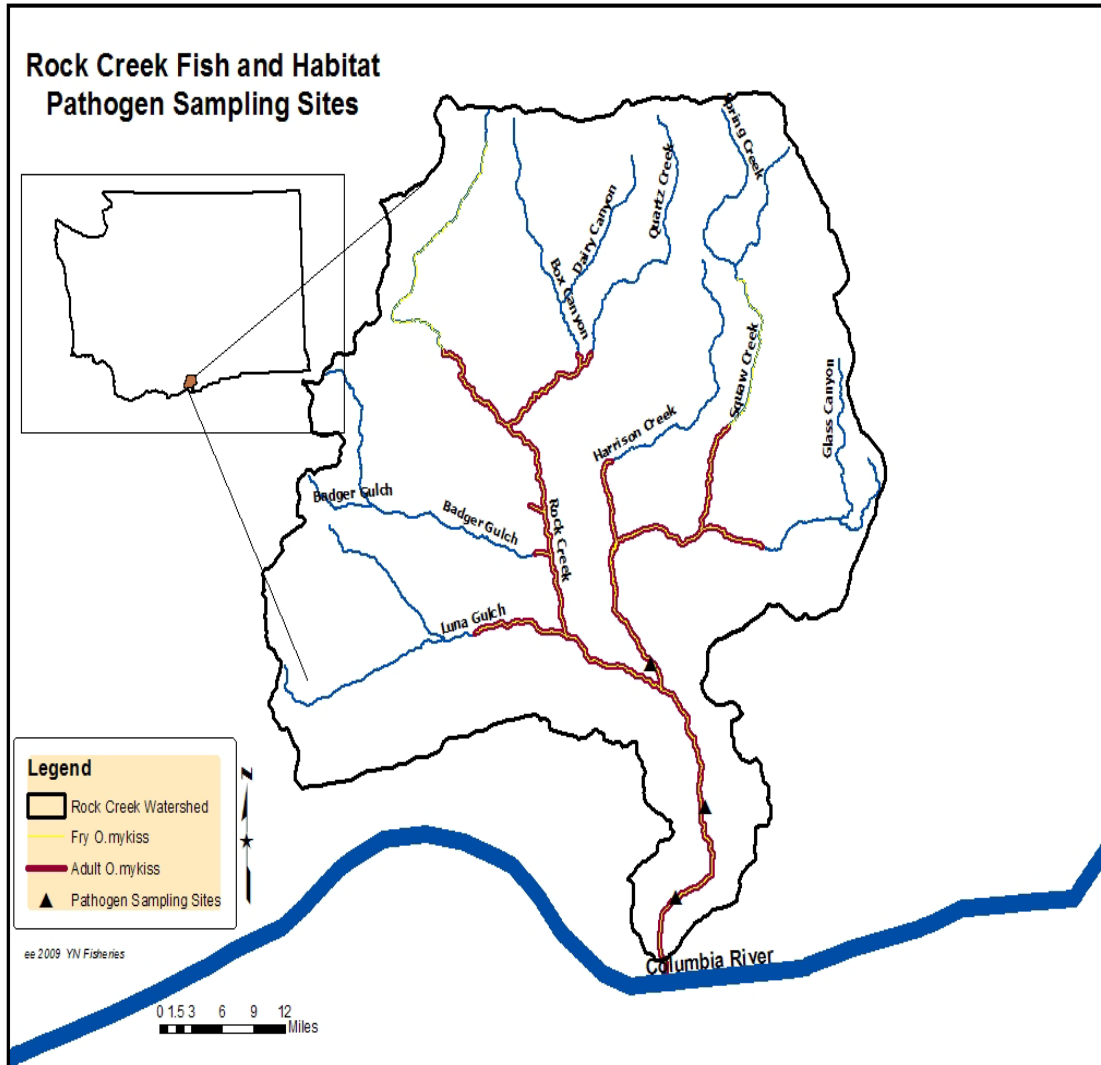 Rock Creek Fish and Habitat
Pathogen Sampling Sites
Spring Creek
Quartz Creek
Dairy Canyon
Box Canyon
Squaw Creek
Glass Canyon
Harrison Creek
Badger Gulch
Badger Gulch
Rock Creek
Luna Gulch
Legend
Rock Creek Watershed
Fry O.mykiss
Adult O.mykiss
Pathogen Sampling Sites
N
ee 2009 YN Fisheries
Columbia River
0 1.5 3 6 9 12
Miles